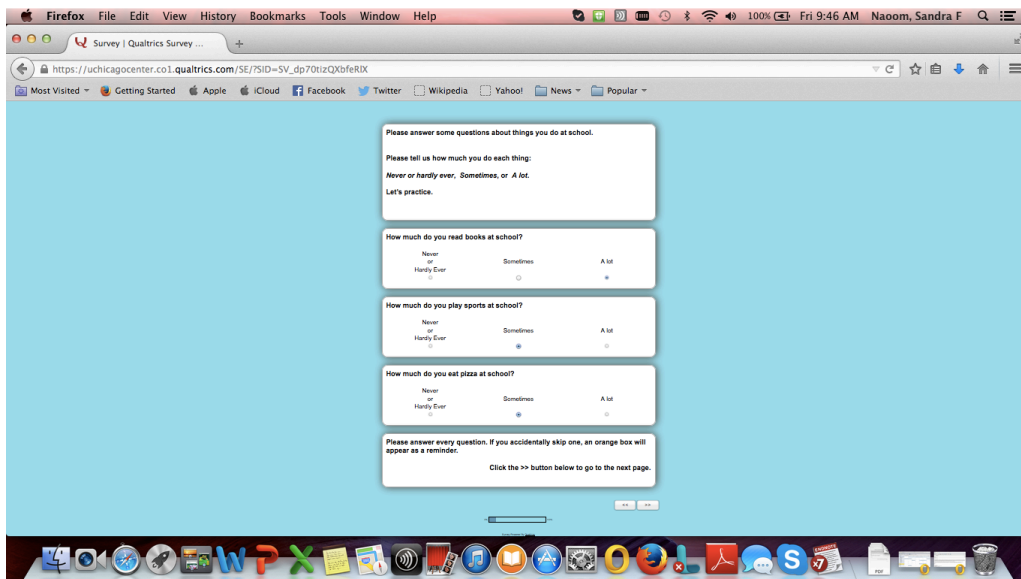 Firefox File Edit View History Bookmarks Tools Window Help 100% Fri 9:46 AM Naoom, Sandra F
Survey | Qualtrics Survey ...
https://uchicagocenter.co1.qualtrics.com/SE/?SID=SV_dp70tizQXbfeRIX
Most Visited Getting Started Apple iCloud Facebook Twitter Wikipedia Yahoo! News Popular
Please answer some questions about things you do at school.
Please tell us how much you do each thing:
Never or hardly ever, Sometimes, or A lot.
Let's practice.
How much do you read books at school?
Never
or Sometimes A lot
Hardly Ever
How much do you play sports at school?
Never
or Sometimes A lot
Hardly Ever
How much do you eat pizza at school?
Never
or Sometimes A lot
Hardly Ever
Please answer every question. If you accidentally skip one, an orange box will
appear as a reminder.
Click the >> button below to go to the next page.
<< >>